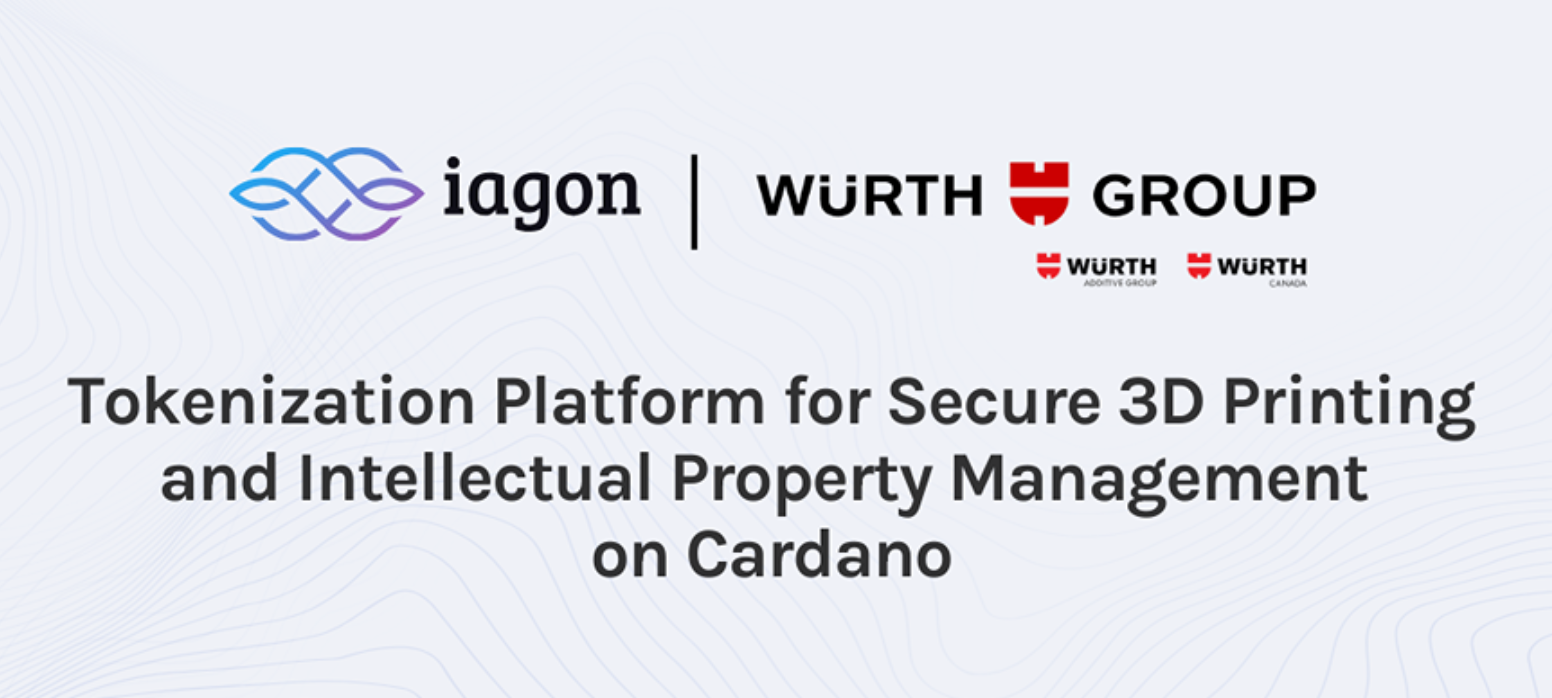 iagon
WÜRTH GROUP
WÜRTH WÜRTH
ADDITIVE GROUP CANADA
Tokenization Platform for Secure 3D Printing
and Intellectual Property Management
on Cardano